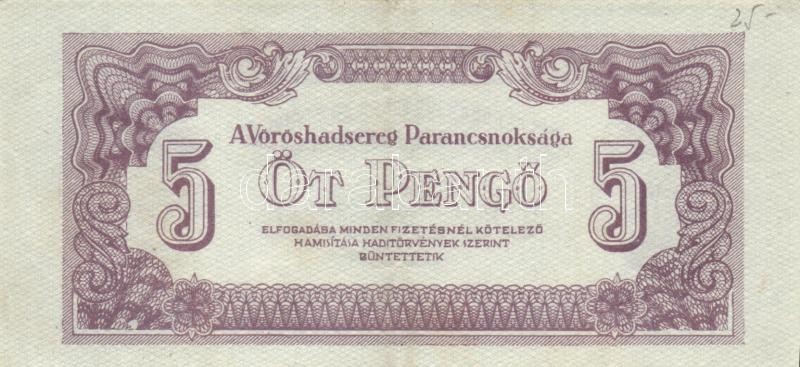 25-
A Vöröshadsereg Parancsnoksága
5 ÖT PENGŐ 5
ELFOGADÁSA MINDEN FIZETÉSNÉL KÖTELEZŐ
HAMISÍTÁSA HADITÖRVÉNYEK SZERINT
BÜNTETTETIK